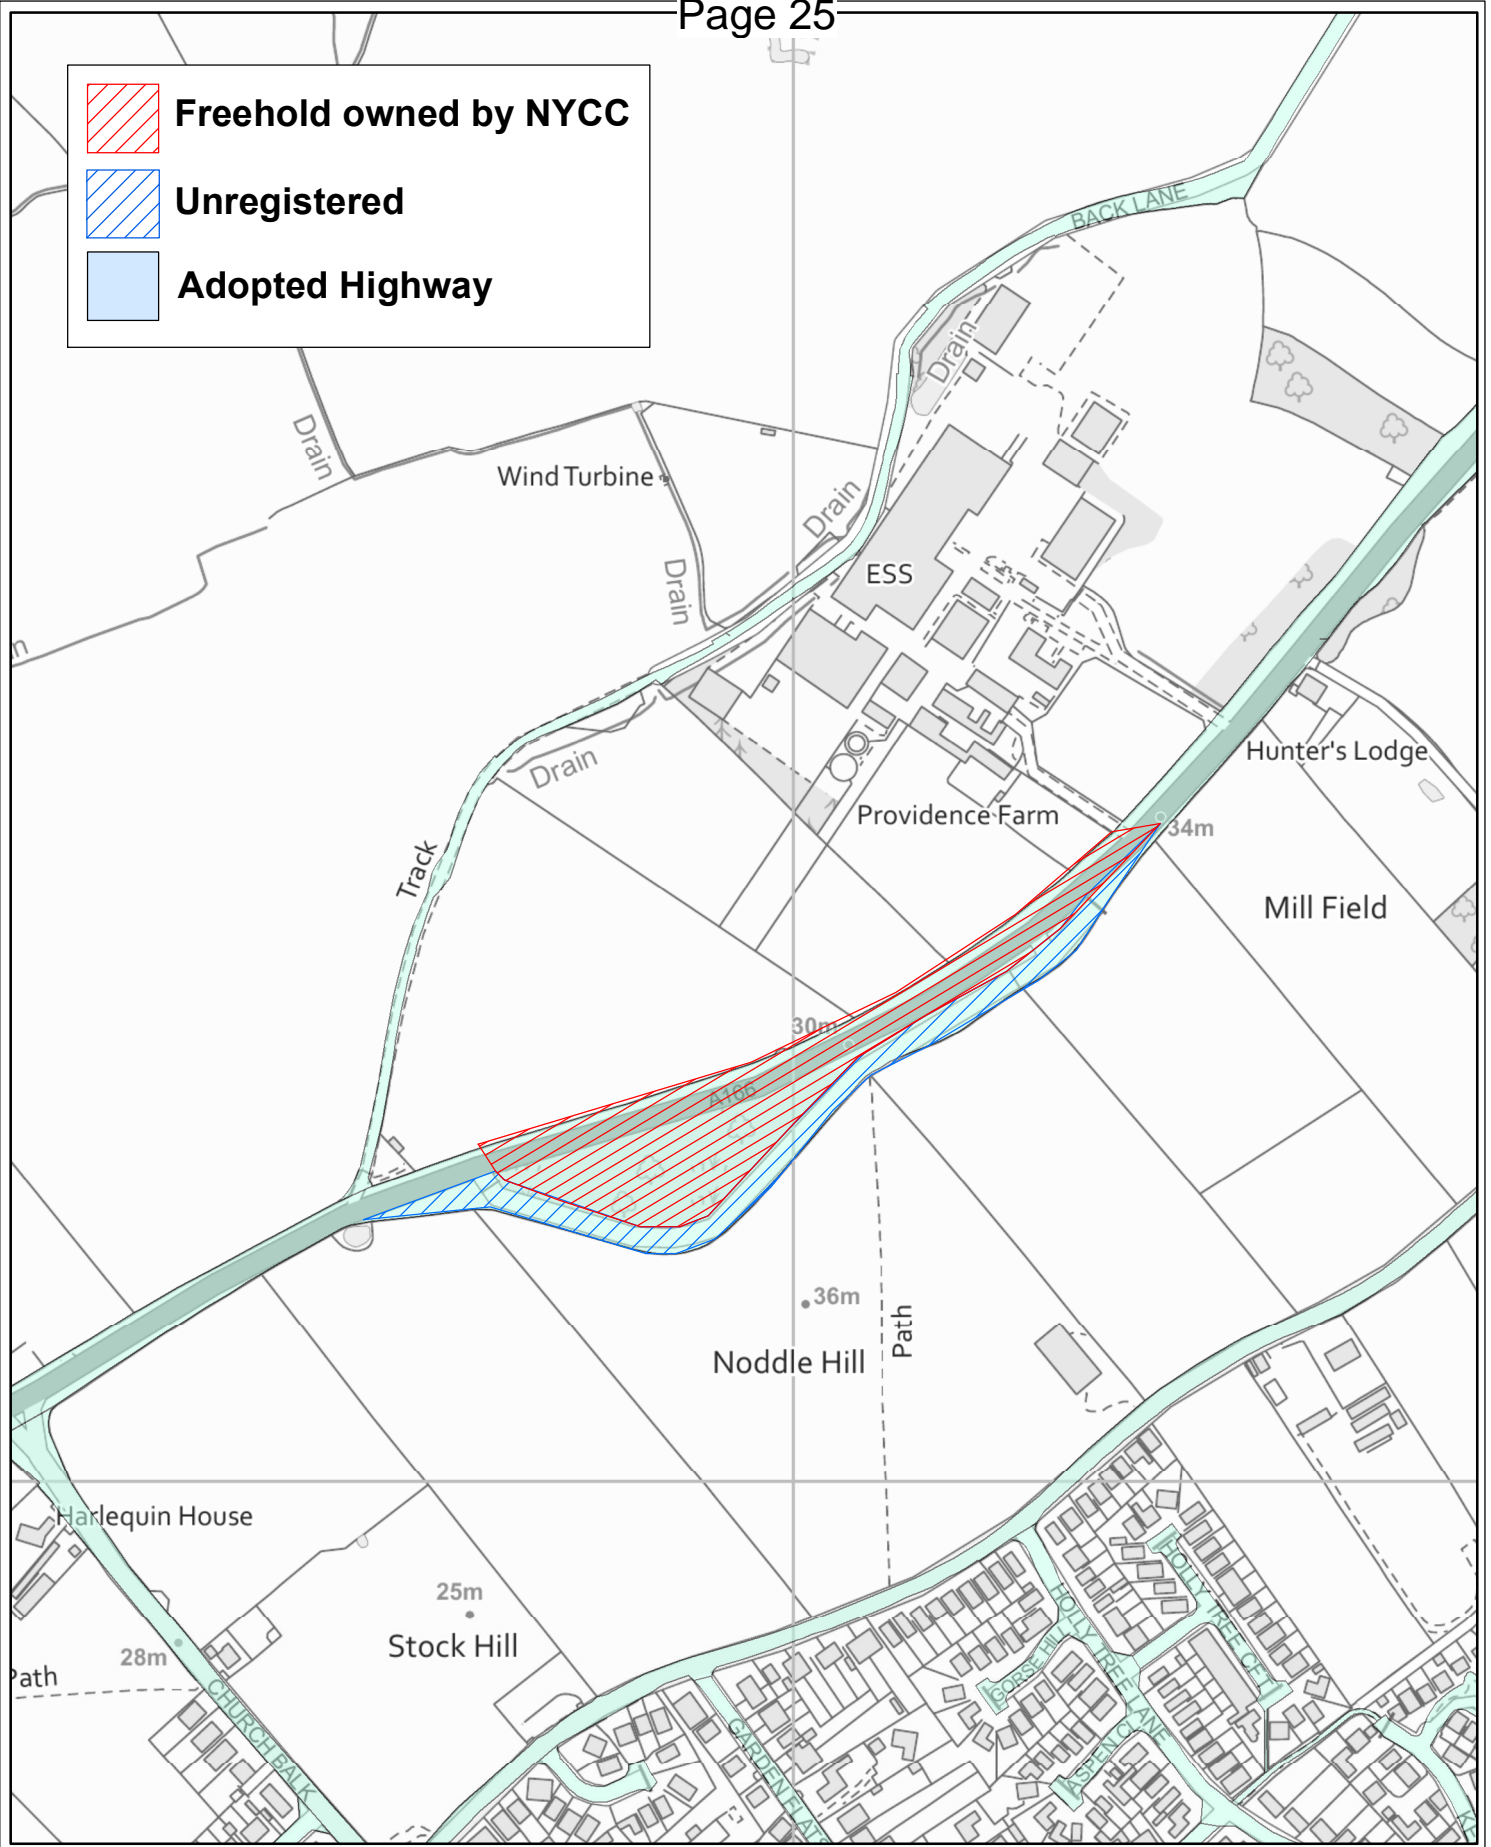 Page 25
Freehold owned by NYCC
Unregistered
Adopted Highway
BACK LANE
Drain
Drain
Wind Turbine
Drain
Drain
ESS
Drain
Hunter's Lodge
Providence Farm
34m
Track
Mill Field
30m
A166
36m
Path
Noddle Hill
Harlequin House
25m
Stock Hill
28m
Path
CHURCH BALK
GARDEN FLATS
GORSE HILL
HOLLY TREE LANE
HOLLY TREE CFT
ASPEN CL